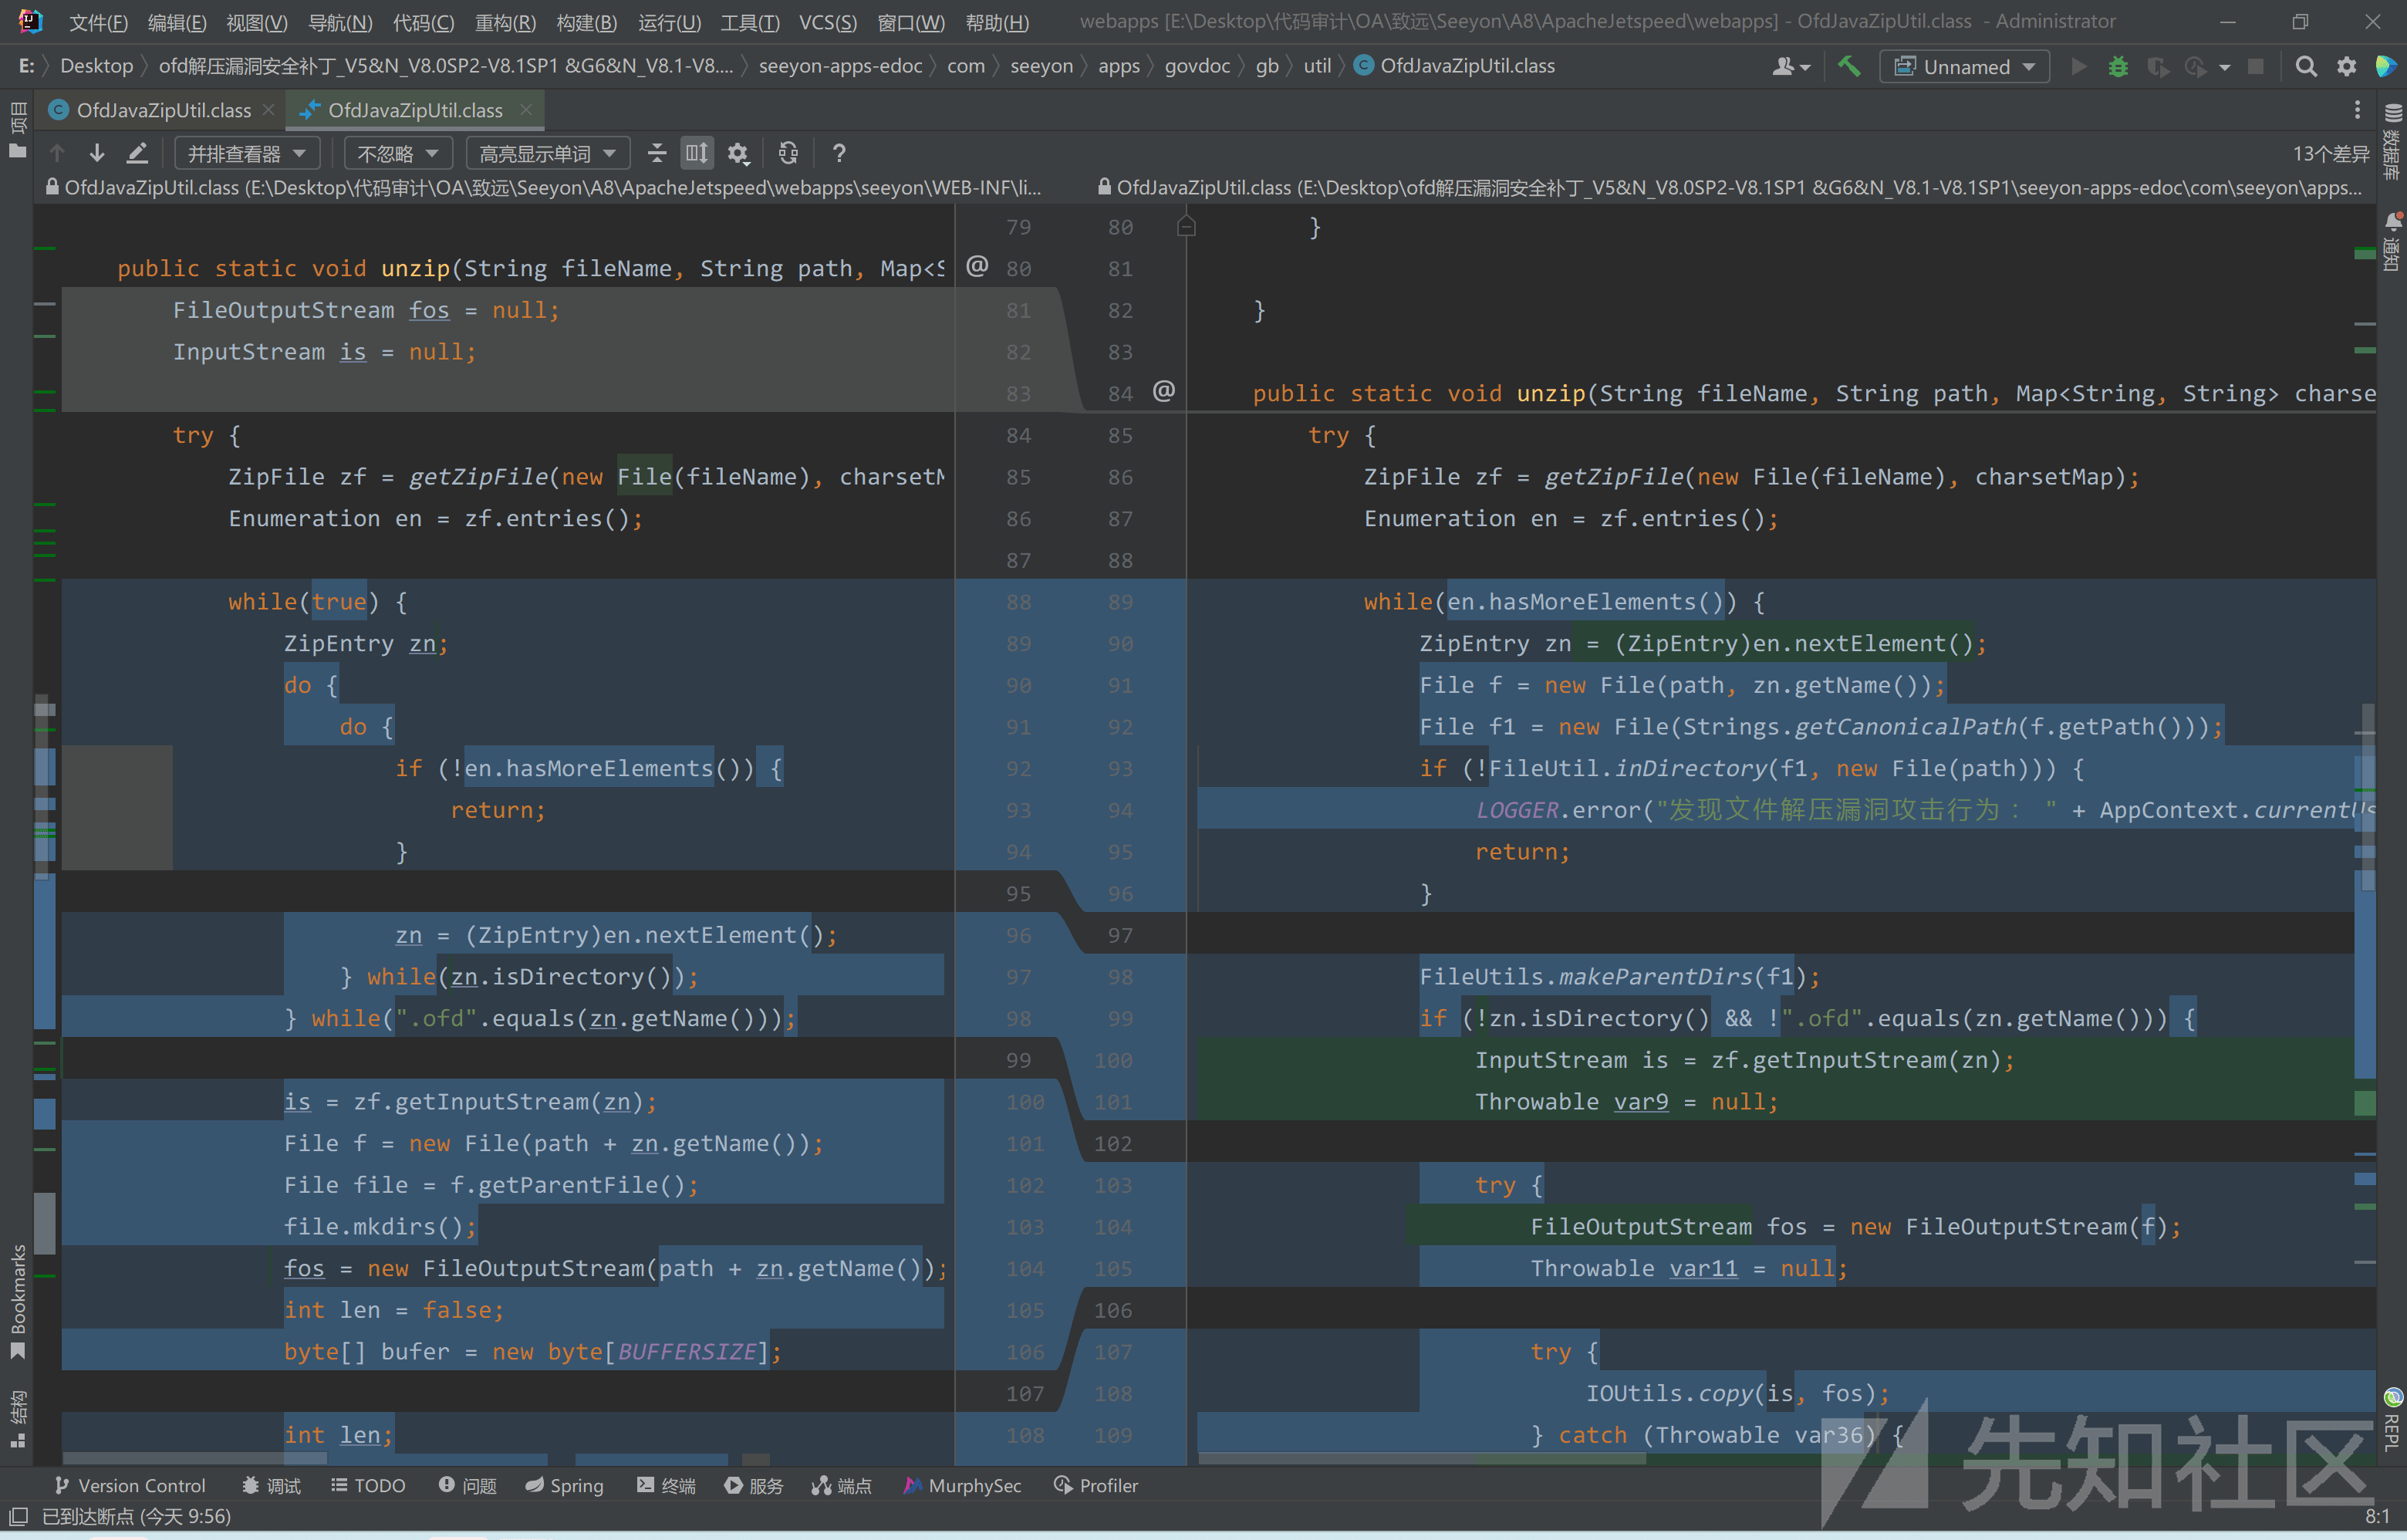 文件(F) 编辑(E) 视图(V) 导航(N) 代码(C) 重构(R) 构建(B) 运行(U) 工具(T) VCS(S) 窗口(W) 帮助(H) webapps [E:\Desktop\代码审计\OA\致远\Seeyon\A8\ApacheJetspeed\webapps] - OfdJavaZipUtil.class - Administrator
E: Desktop ofd解压漏洞安全补丁_V5&N_V8.0SP2-V8.1SP1 &G6&N_V8.1-V8.... seeyon-apps-edoc com seeyon apps govdoc gb util OfdJavaZipUtil.class Unnamed
OfdJavaZipUtil.class OfdJavaZipUtil.class
并排查看器 不忽略 高亮显示单词 ? 13个差异
OfdJavaZipUtil.class (E:\Desktop\代码审计\OA\致远\Seeyon\A8\ApacheJetspeed\webapps\seeyon\WEB-INF\li... OfdJavaZipUtil.class (E:\Desktop\ofd解压漏洞安全补丁_V5&N_V8.0SP2-V8.1SP1 &G6&N_V8.1-V8.1SP1\seeyon-apps-edoc\com\seeyon\apps...
79 80 }
public static void unzip(String fileName, String path, Map<S @ 80 81
FileOutputStream fos = null; 81 82 }
InputStream is = null; 82 83
83 84 @ public static void unzip(String fileName, String path, Map<String, String> charse
try { 84 85 try {
ZipFile zf = getZipFile(new File(fileName), charsetM 85 86 ZipFile zf = getZipFile(new File(fileName), charsetMap);
Enumeration en = zf.entries(); 86 87 Enumeration en = zf.entries();
87 88
while(true) { 88 89 while(en.hasMoreElements()) {
ZipEntry zn; 89 90 ZipEntry zn = (ZipEntry)en.nextElement();
do { 90 91 File f = new File(path, zn.getName());
do { 91 92 File f1 = new File(Strings.getCanonicalPath(f.getPath()));
if (!en.hasMoreElements()) { 92 93 if (!FileUtil.inDirectory(f1, new File(path))) {
return; 93 94 LOGGER.error("发现文件解压漏洞攻击行为： " + AppContext.currentUs
} 94 95 return;
95 96 }
zn = (ZipEntry)en.nextElement(); 96 97
} while(zn.isDirectory()); 97 98 FileUtils.makeParentDirs(f1);
} while(".ofd".equals(zn.getName())); 98 99 if (!zn.isDirectory() && !".ofd".equals(zn.getName())) {
99 100 InputStream is = zf.getInputStream(zn);
is = zf.getInputStream(zn); 100 101 Throwable var9 = null;
File f = new File(path + zn.getName()); 101 102
File file = f.getParentFile(); 102 103 try {
file.mkdirs(); 103 104 FileOutputStream fos = new FileOutputStream(f);
fos = new FileOutputStream(path + zn.getName()); 104 105 Throwable var11 = null;
int len = false; 105 106
byte[] bufer = new byte[BUFFERSIZE]; 106 107 try {
107 108 IOUtils.copy(is, fos);
int len; 108 109 } catch (Throwable var36) {
项目
Bookmarks
结构
数据库
通知
REPL
先知社区
Version Control 调试 TODO 问题 Spring 终端 服务 端点 MurphySec Profiler
已到达断点 (今天 9:56) 8:1